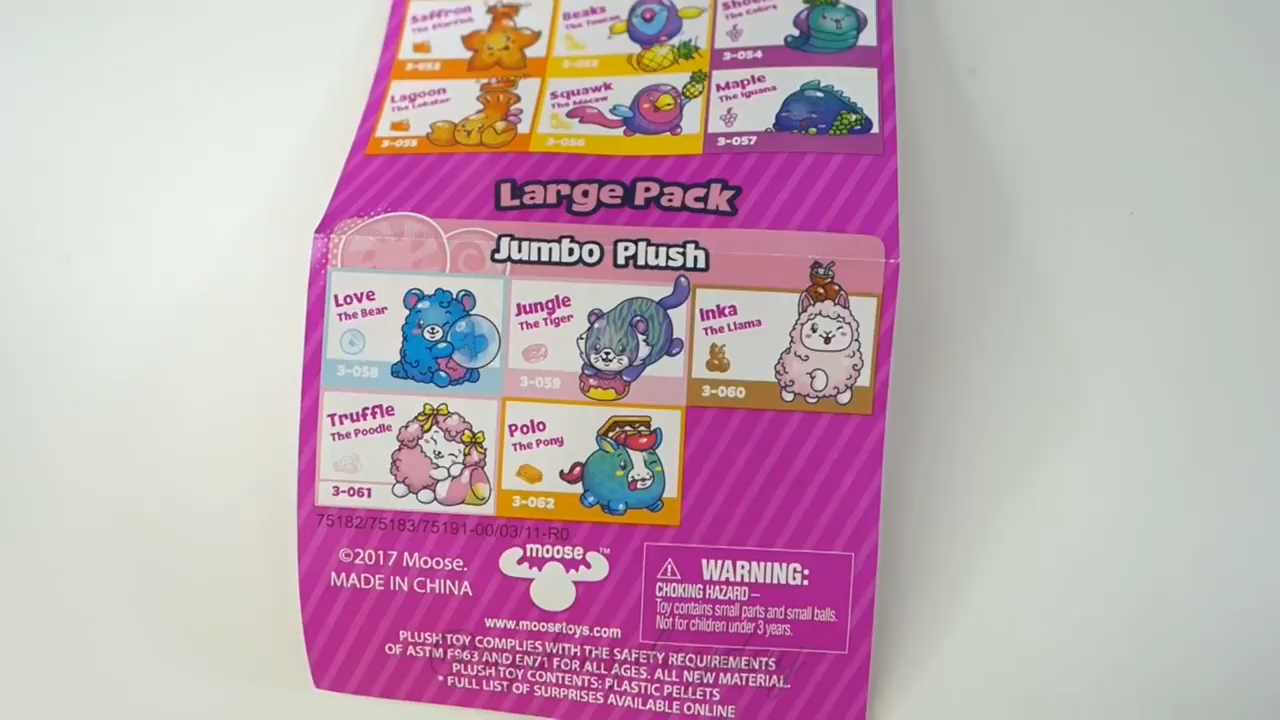 Saffron
The Starfish
3-052
Beaks
The Toucan
3-053
The Cobra
3-054
Lagoon
The Lobster
3-055
Squawk
The Macaw
3-056
Maple
The Iguana
3-057
Large Pack
Jumbo Plush
Love
The Bear
3-058
Jungle
The Tiger
3-059
Inka
The Llama
3-060
Truffle
The Poodle
3-061
Polo
The Pony
3-062
75182/75183/75191-00/03/11-R0
©2017 Moose.
MADE IN CHINA
moose™
www.moosetoys.com
WARNING:
CHOKING HAZARD –
Toy contains small parts and small balls.
Not for children under 3 years.
PLUSH TOY COMPLIES WITH THE SAFETY REQUIREMENTS
OF ASTM F963 AND EN71 FOR ALL AGES. ALL NEW MATERIAL.
PLUSH TOY CONTENTS: PLASTIC PELLETS
* FULL LIST OF SURPRISES AVAILABLE ONLINE